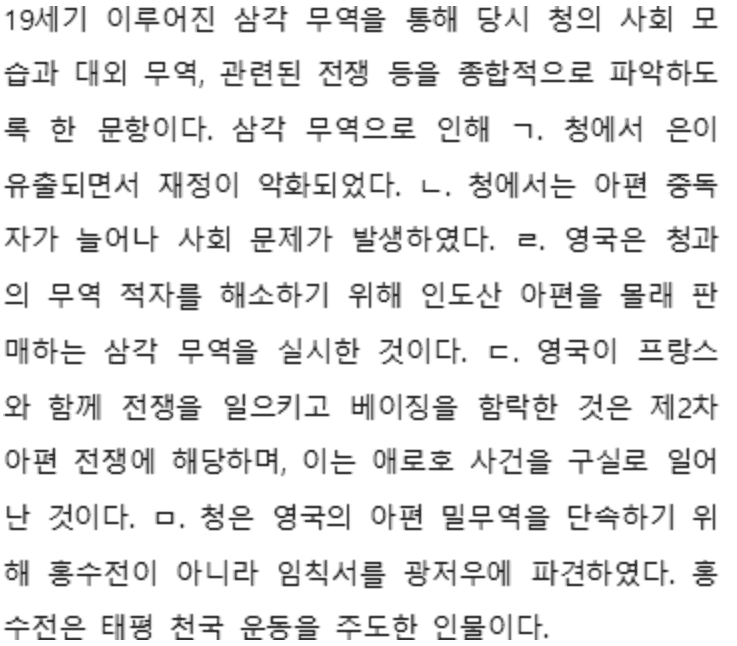 19세기 이루어진 삼각 무역을 통해 당시 청의 사회 모
습과 대외 무역, 관련된 전쟁 등을 종합적으로 파악하도
록 한 문항이다. 삼각 무역으로 인해 ㄱ. 청에서 은이
유출되면서 재정이 악화되었다. ㄴ. 청에서는 아편 중독
자가 늘어나 사회 문제가 발생하였다. ㄹ. 영국은 청과
의 무역 적자를 해소하기 위해 인도산 아편을 몰래 판
매하는 삼각 무역을 실시한 것이다. ㄷ. 영국이 프랑스
와 함께 전쟁을 일으키고 베이징을 함락한 것은 제2차
아편 전쟁에 해당하며, 이는 애로호 사건을 구실로 일어
난 것이다. ㅁ. 청은 영국의 아편 밀무역을 단속하기 위
해 홍수전이 아니라 임칙서를 광저우에 파견하였다. 홍
수전은 태평 천국 운동을 주도한 인물이다.